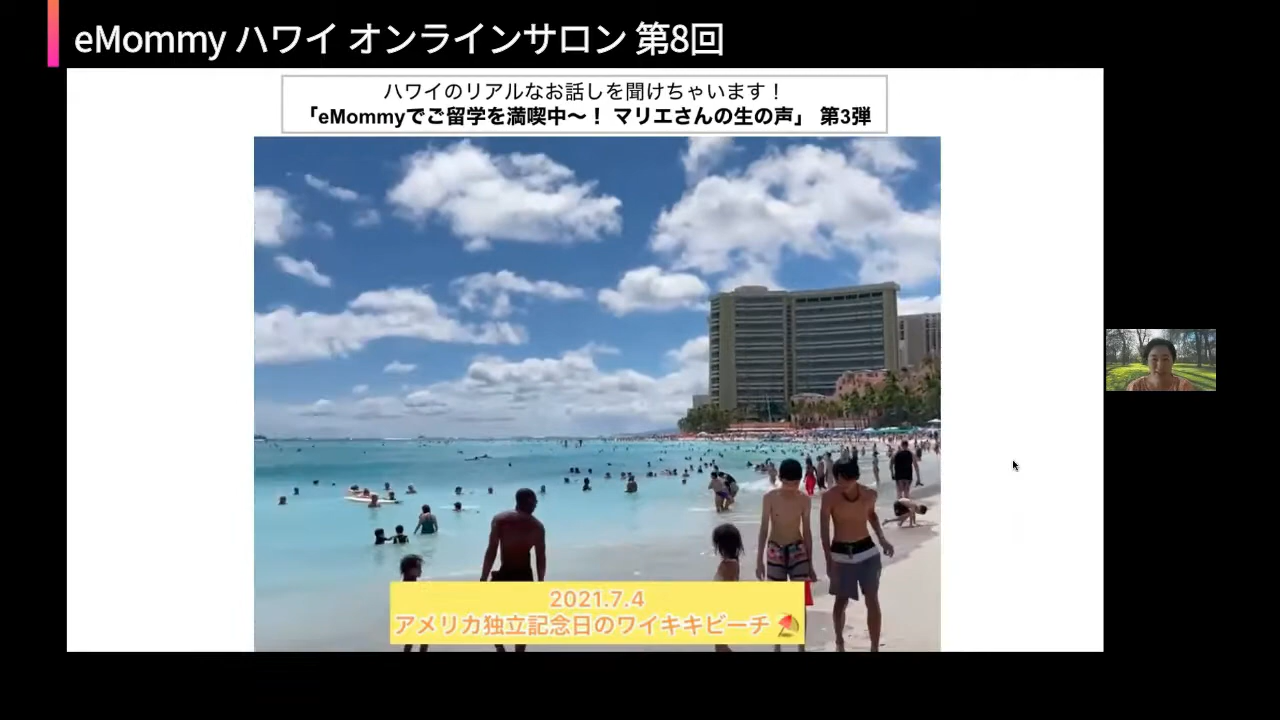 eMommy ハワイ オンラインサロン 第8回
ハワイのリアルなお話しを聞けちゃいます！
「eMommyでご留学を満喫中〜！ マリエさんの生の声」 第3弾
2021.7.4
アメリカ独立記念日のワイキキビーチ⛱️